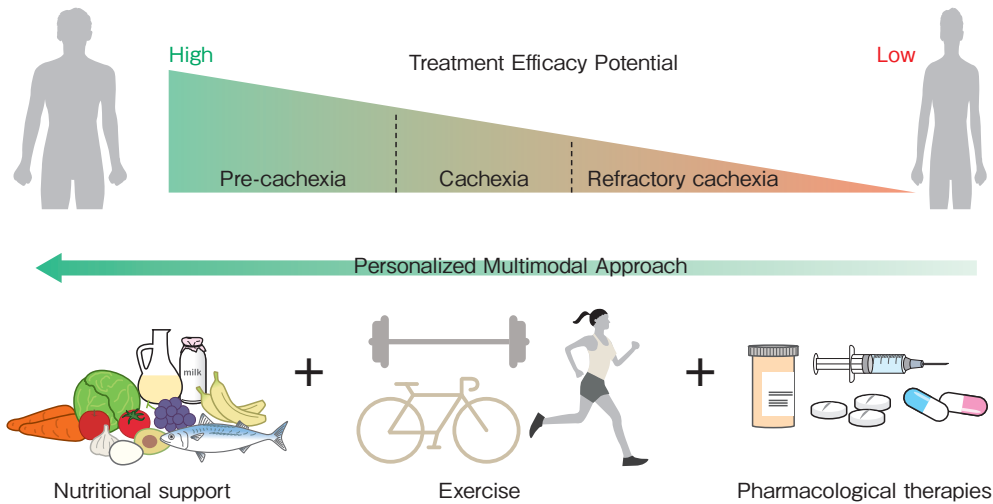 High
Treatment Efficacy Potential
Low
Pre-cachexia
Cachexia
Refractory cachexia
Personalized Multimodal Approach
milk
Nutritional support
Exercise
Pharmacological therapies